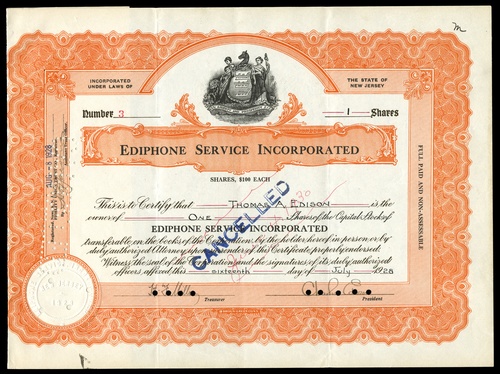 m
INCORPORATED
UNDER LAWS OF
THE STATE OF
NEW JERSEY
Number 3
1 Shares
EDIPHONE SERVICE INCORPORATED
SHARES, $100 EACH
This is to Certify that THOMAS A. EDISON is the
owner of ONE Shares of the Capital Stock of
EDIPHONE SERVICE INCORPORATED
transferable on the books of the Corporation by the holder hereof in person or by
duly authorized Attorney upon surrender of this Certificate properly endorsed.
Witness, the seal of the Corporation and the signatures of its duly authorized
officers affixed this sixteenth day of July 1928
Treasurer
President
CANCELLED
FULL PAID AND NON-ASSESSABLE
AUG -8 1928